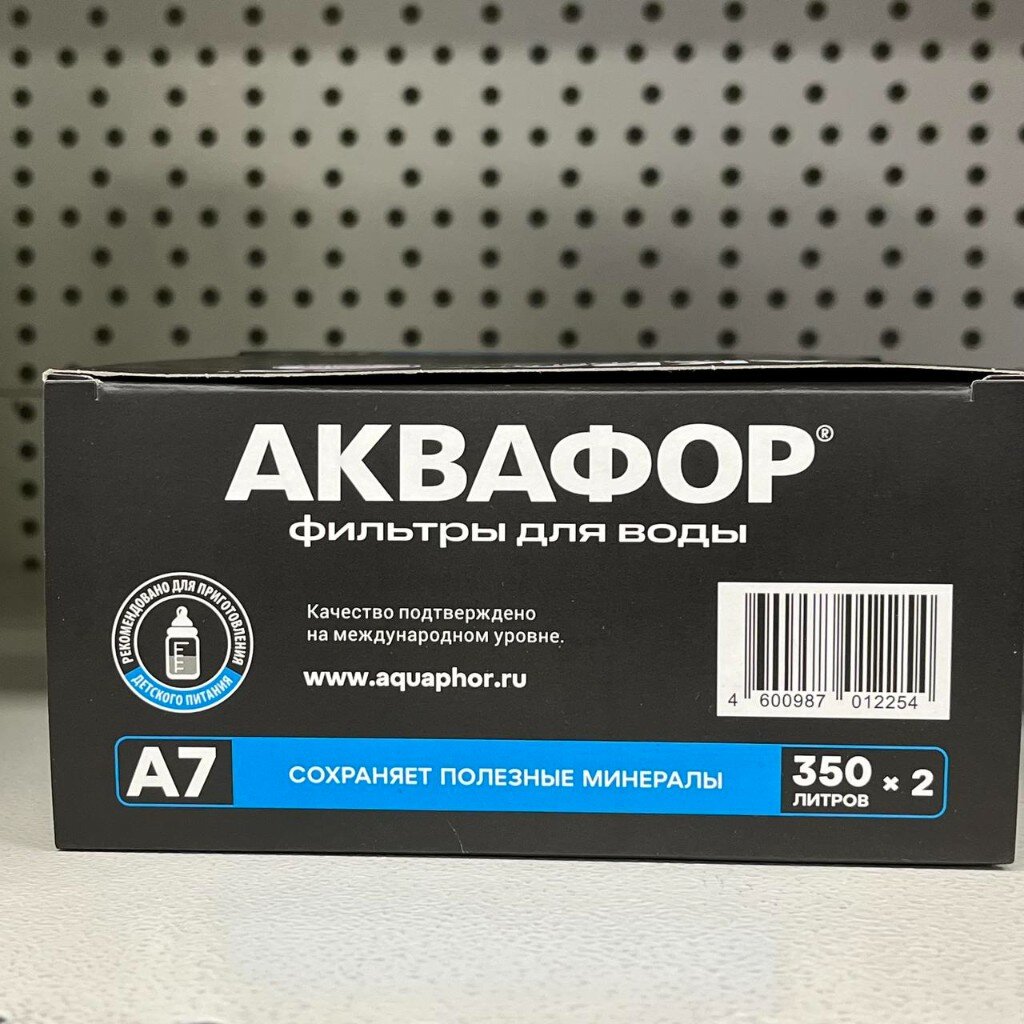 АКВАФОР®
фильтры для воды
РЕКОМЕНДОВАНО ДЛЯ ПРИГОТОВЛЕНИЯ
ДЕТСКОГО ПИТАНИЯ
Качество подтверждено
на международном уровне.
www.aquaphor.ru
4 600987 012254
А7
СОХРАНЯЕТ ПОЛЕЗНЫЕ МИНЕРАЛЫ
350 × 2
ЛИТРОВ